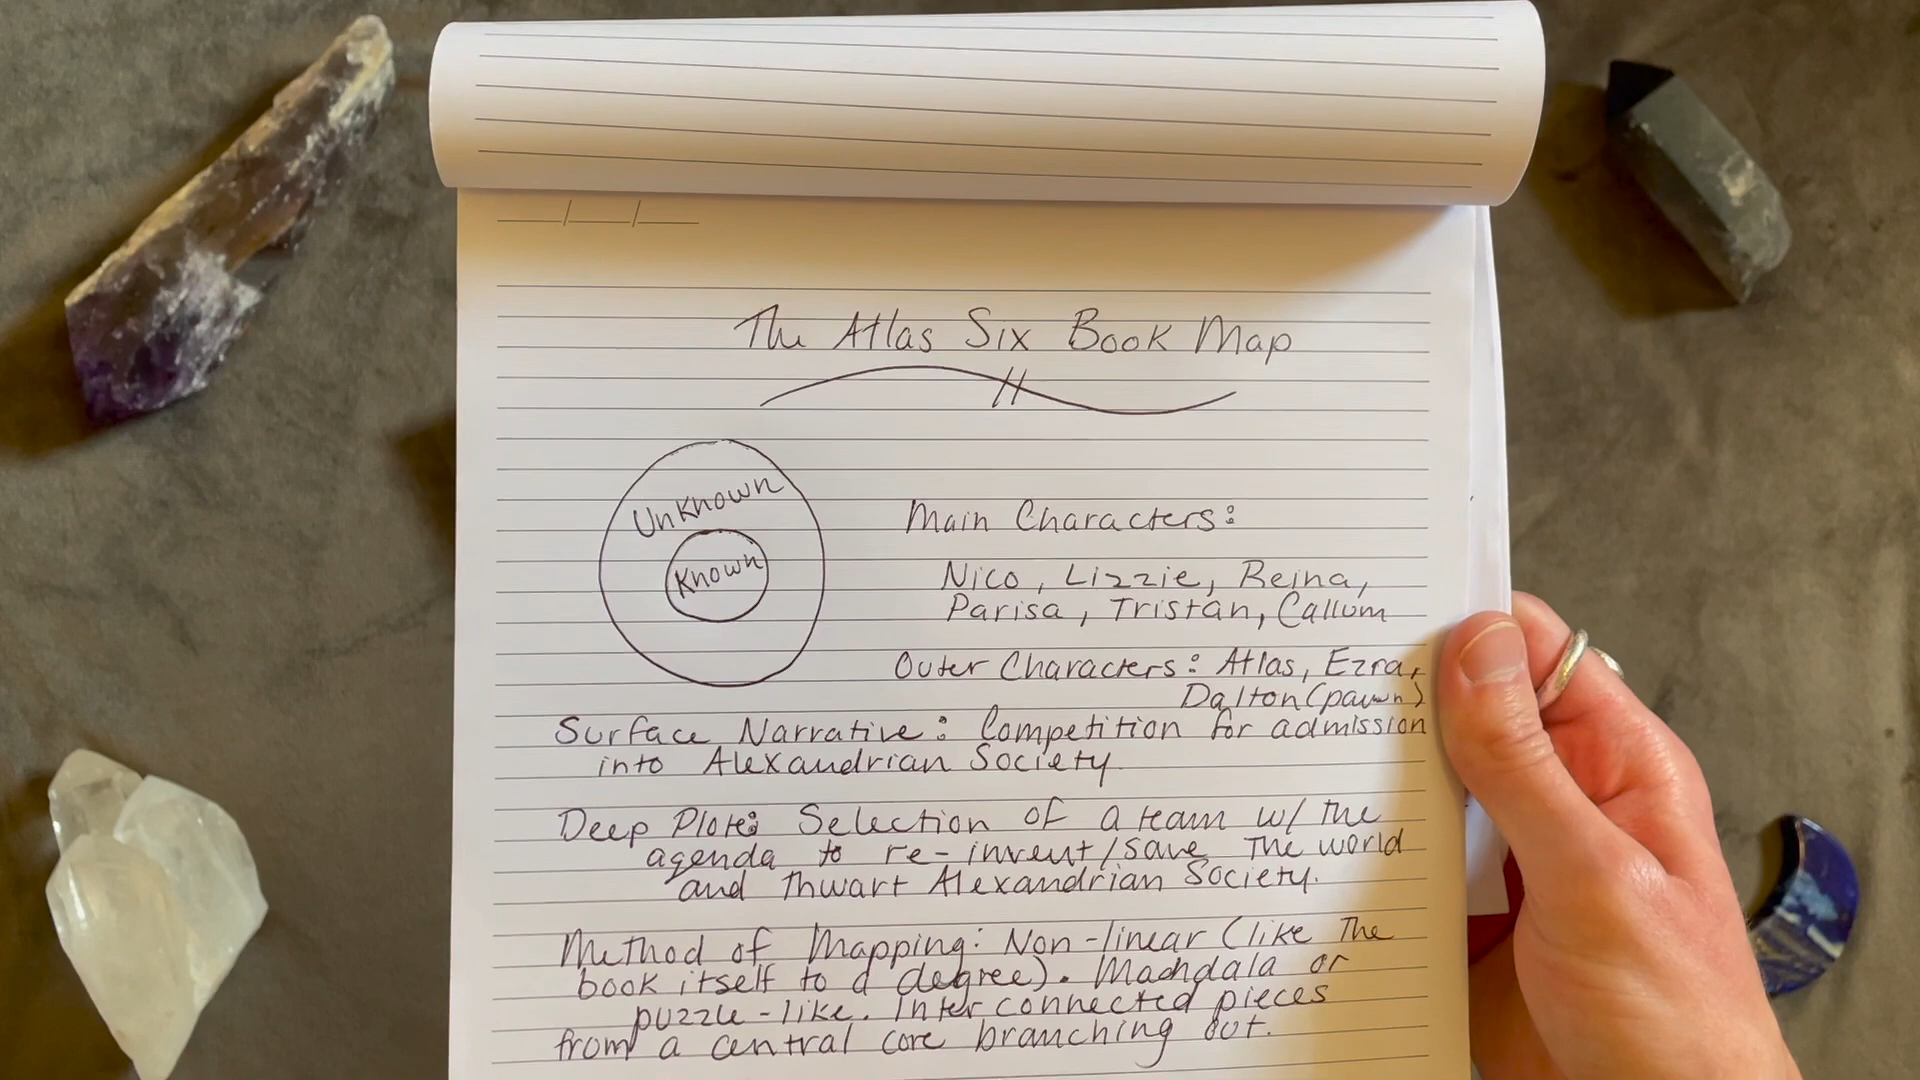 The Atlas Six Book Map
Unknown
Known
Main Characters:
Nico, Lizzie, Reina,
Parisa, Tristan, Callum
Outer Characters: Atlas, Ezra,
Dalton (pawn)
Surface Narrative: Competition for admission
into Alexandrian Society
Deep Plot: Selection of a team w/ the
agenda to re-invent/save the world
and thwart Alexandrian Society.
Method of Mapping: Non-linear (like the
book itself to a degree). Mandala or
puzzle-like. Inter connected pieces
from a central core branching out.